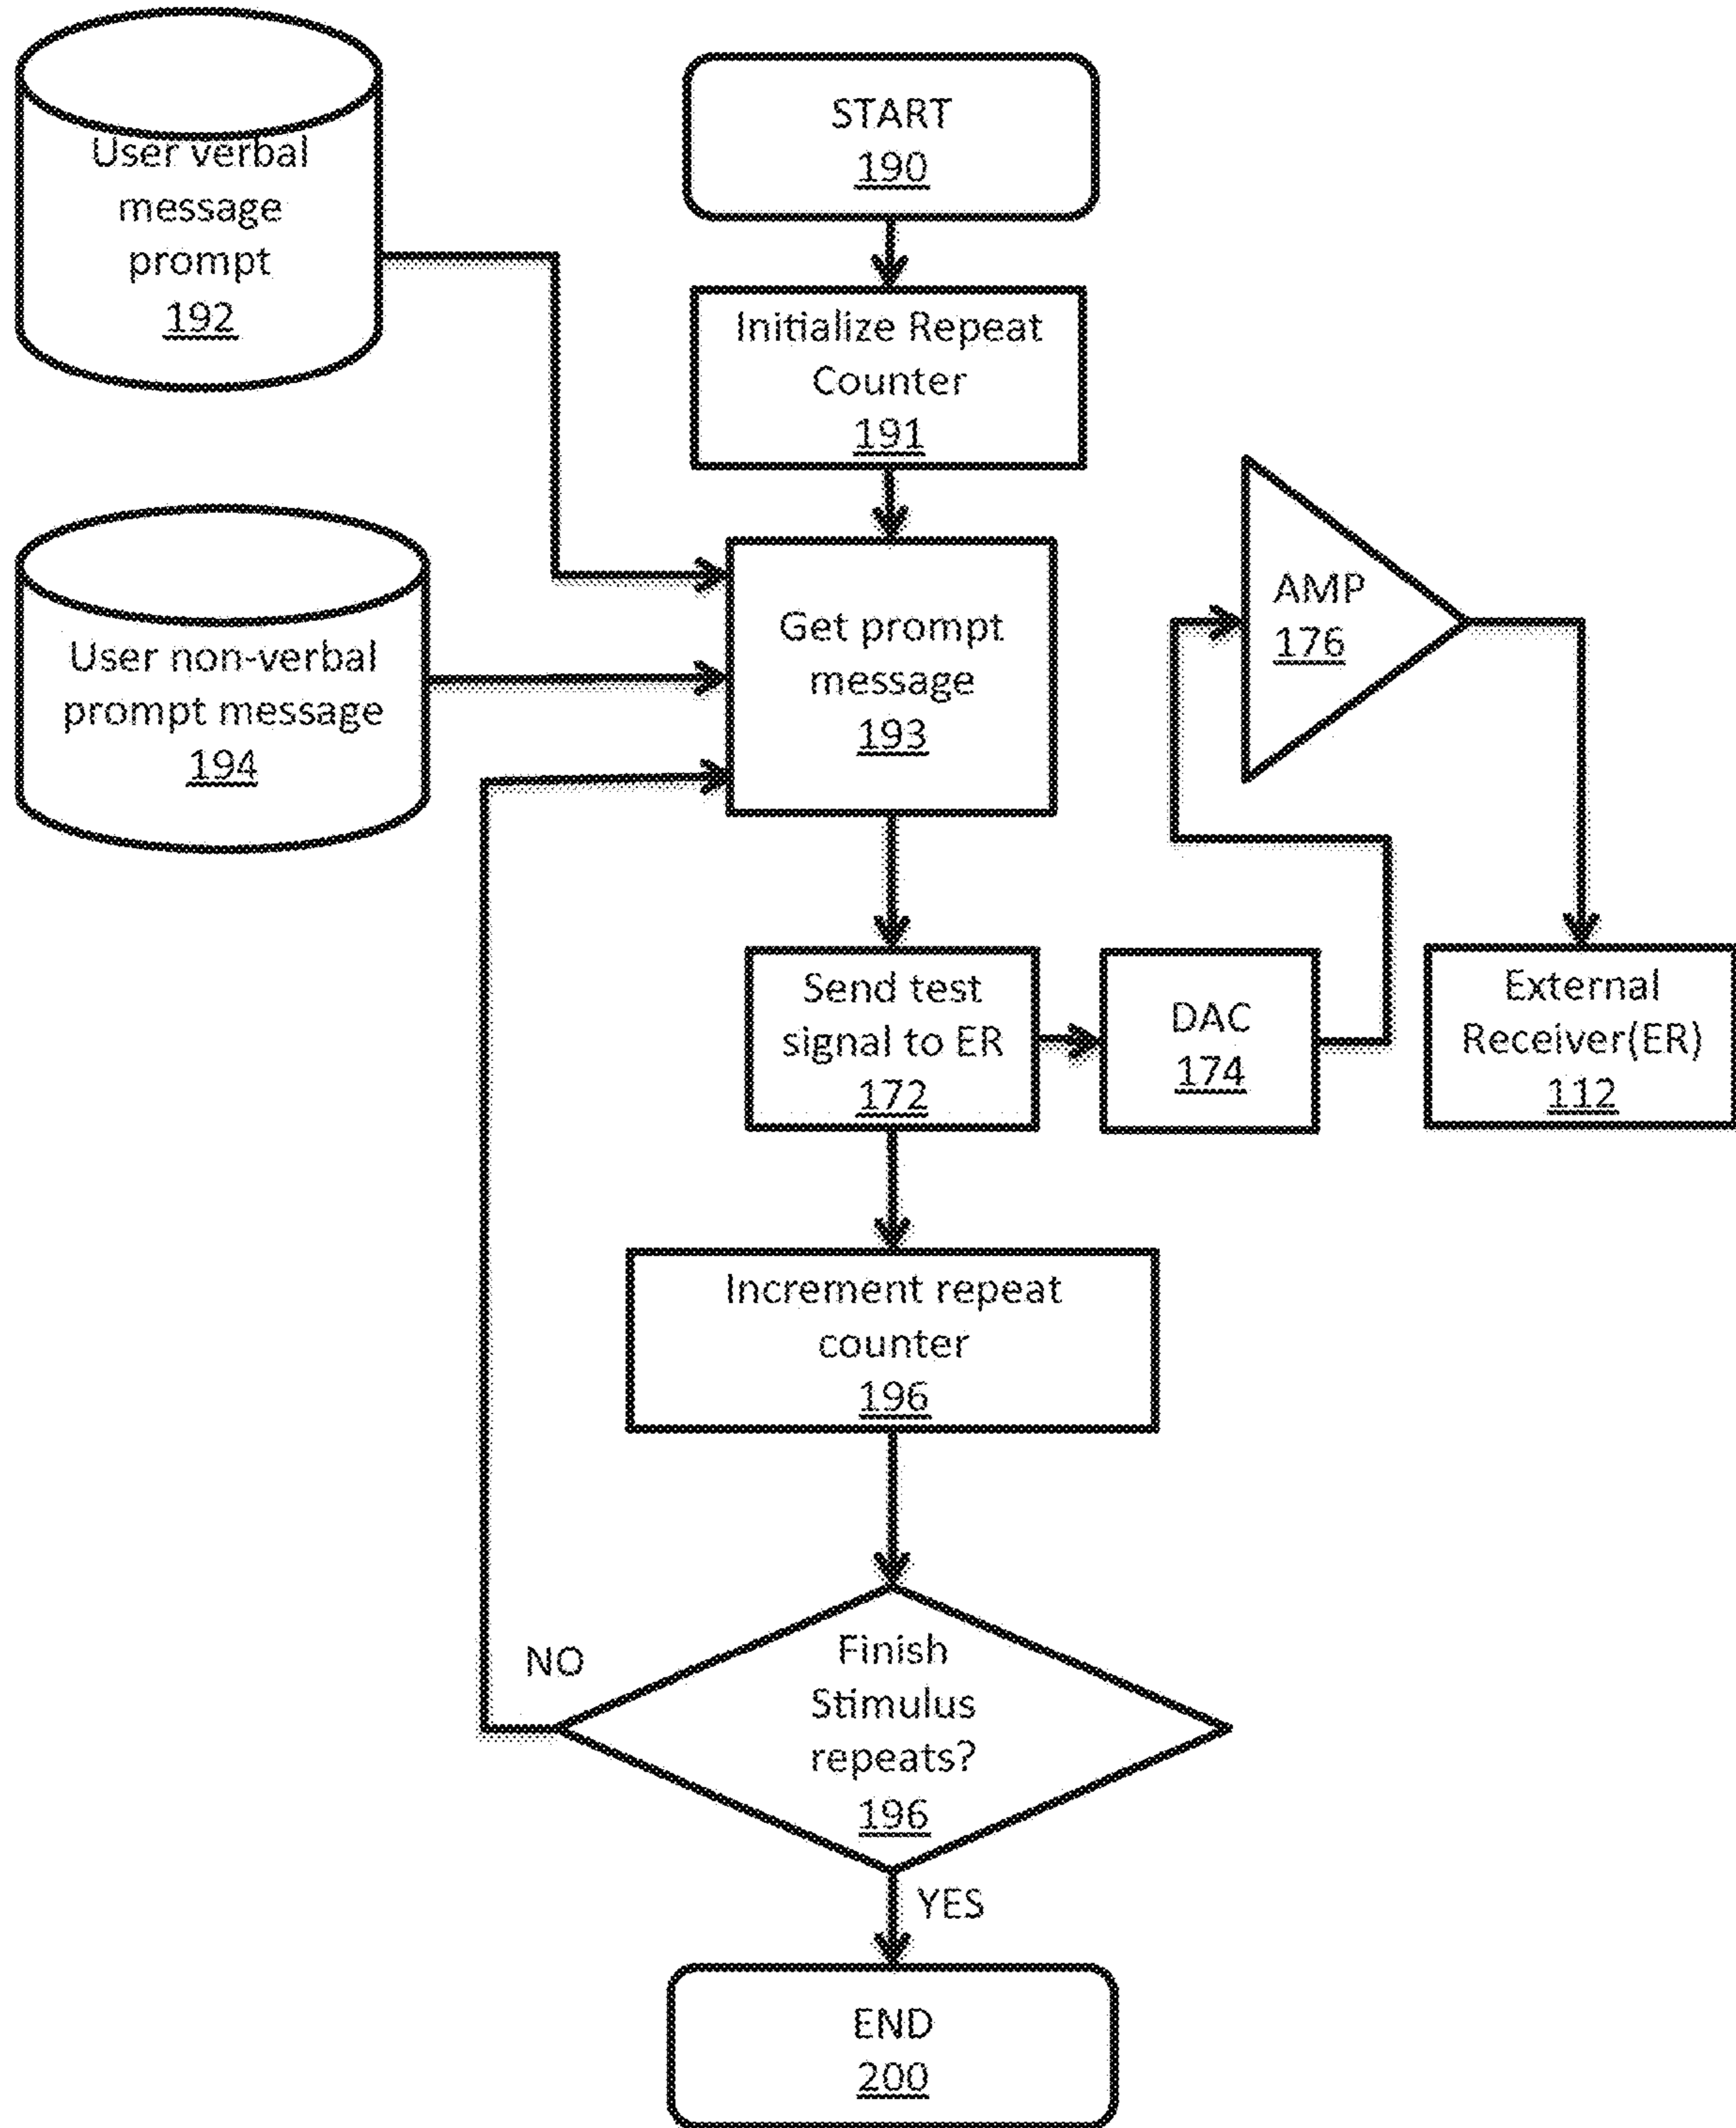 User verbal
message
prompt
192
START
190
Initialize Repeat
Counter
191
User non-verbal
prompt message
194
Get prompt
message
193
AMP
176
Send test
signal to ER
172
DAC
174
External
Receiver(ER)
112
Increment repeat
counter
196
NO
Finish
Stimulus
repeats?
196
YES
END
200